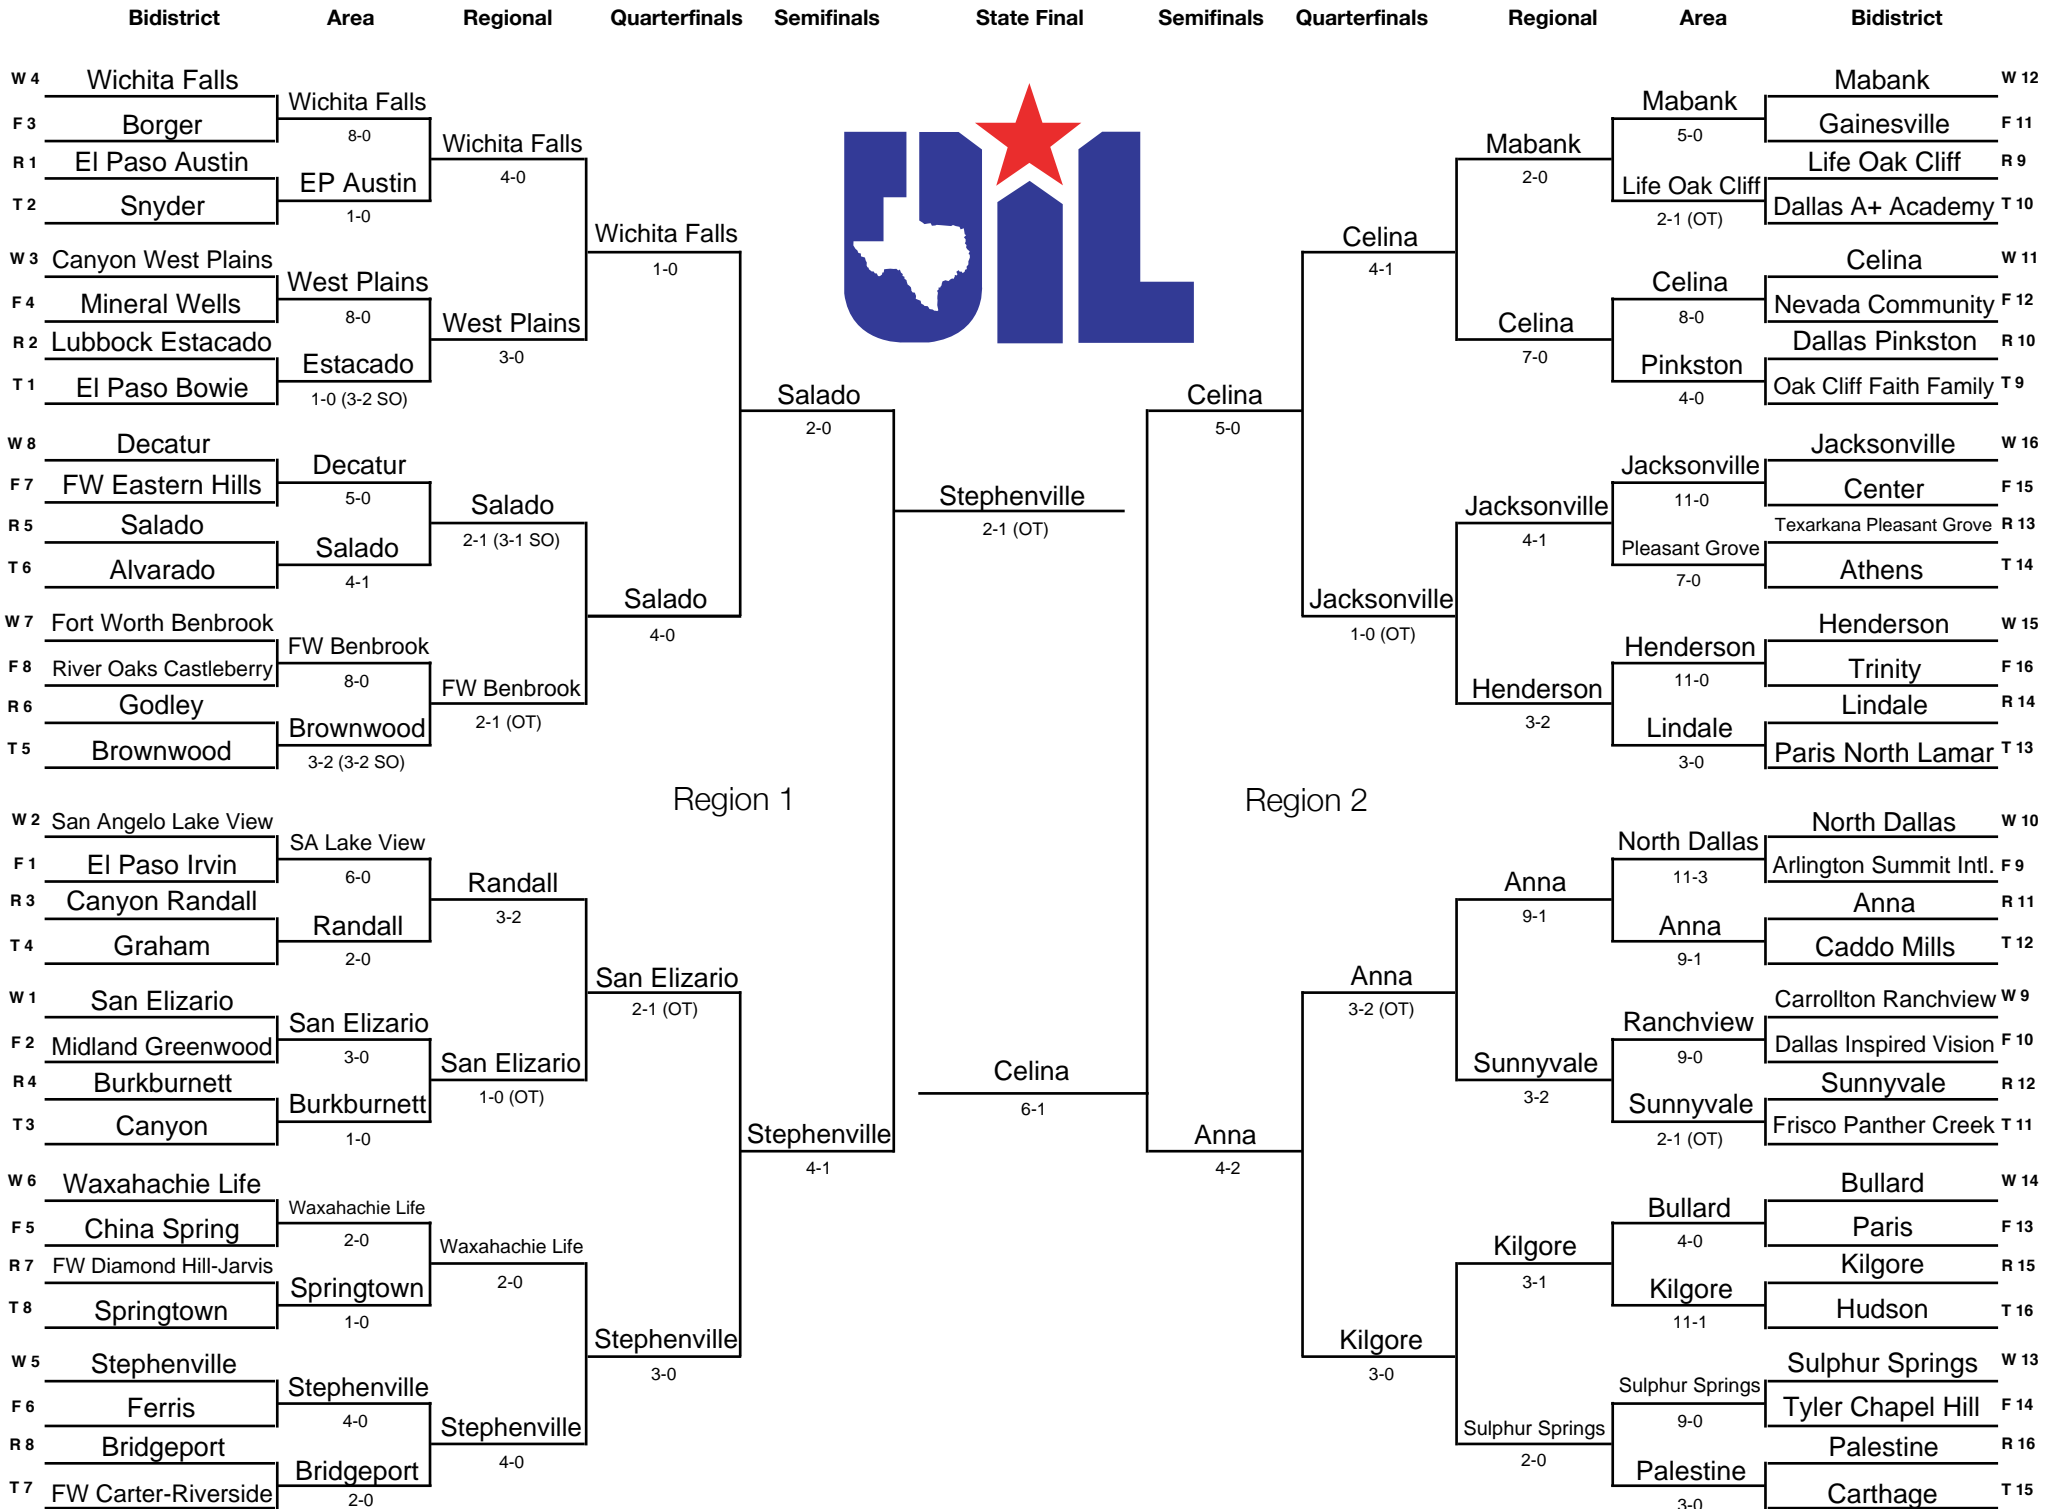 Bidistrict Area Regional Quarterfinals Semifinals State Final Semifinals Quarterfinals Regional Area Bidistrict
W 4 Wichita Falls
F 3 Borger
R 1 El Paso Austin
T 2 Snyder
W 3 Canyon West Plains
F 4 Mineral Wells
R 2 Lubbock Estacado
T 1 El Paso Bowie
W 8 Decatur
F 7 FW Eastern Hills
R 5 Salado
T 6 Alvarado
W 7 Fort Worth Benbrook
F 8 River Oaks Castleberry
R 6 Godley
T 5 Brownwood
W 2 San Angelo Lake View
F 1 El Paso Irvin
R 3 Canyon Randall
T 4 Graham
W 1 San Elizario
F 2 Midland Greenwood
R 4 Burkburnett
T 3 Canyon
W 6 Waxahachie Life
F 5 China Spring
R 7 FW Diamond Hill-Jarvis
T 8 Springtown
W 5 Stephenville
F 6 Ferris
R 8 Bridgeport
T 7 FW Carter-Riverside
Wichita Falls
8-0
EP Austin
1-0
West Plains
8-0
Estacado
1-0 (3-2 SO)
Decatur
5-0
Salado
4-1
FW Benbrook
8-0
Brownwood
3-2 (3-2 SO)
SA Lake View
6-0
Randall
2-0
San Elizario
3-0
Burkburnett
1-0
Waxahachie Life
2-0
Springtown
1-0
Stephenville
4-0
Bridgeport
2-0
Wichita Falls
4-0
West Plains
3-0
Salado
2-1 (3-1 SO)
FW Benbrook
2-1 (OT)
Randall
3-2
San Elizario
1-0 (OT)
Waxahachie Life
2-0
Stephenville
4-0
Wichita Falls
1-0
Salado
4-0
Region 1
San Elizario
2-1 (OT)
Stephenville
3-0
Salado
2-0
Stephenville
4-1
UIL
Stephenville
2-1 (OT)
Celina
6-1
Celina
5-0
Anna
4-2
Celina
4-1
Jacksonville
1-0 (OT)
Region 2
Anna
3-2 (OT)
Kilgore
3-0
Mabank
2-0
Celina
7-0
Jacksonville
4-1
Henderson
3-2
Anna
9-1
Sunnyvale
3-2
Kilgore
3-1
Sulphur Springs
2-0
Mabank
5-0
Life Oak Cliff
2-1 (OT)
Celina
8-0
Pinkston
4-0
Jacksonville
11-0
Pleasant Grove
7-0
Henderson
11-0
Lindale
3-0
North Dallas
11-3
Anna
9-1
Ranchview
9-0
Sunnyvale
2-1 (OT)
Bullard
4-0
Kilgore
11-1
Sulphur Springs
9-0
Palestine
3-0
Mabank W 12
Gainesville F 11
Life Oak Cliff R 9
Dallas A+ Academy T 10
Celina W 11
Nevada Community F 12
Dallas Pinkston R 10
Oak Cliff Faith Family T 9
Jacksonville W 16
Center F 15
Texarkana Pleasant Grove R 13
Athens T 14
Henderson W 15
Trinity F 16
Lindale R 14
Paris North Lamar T 13
North Dallas W 10
Arlington Summit Intl. F 9
Anna R 11
Caddo Mills T 12
Carrollton Ranchview W 9
Dallas Inspired Vision F 10
Sunnyvale R 12
Frisco Panther Creek T 11
Bullard W 14
Paris F 13
Kilgore R 15
Hudson T 16
Sulphur Springs W 13
Tyler Chapel Hill F 14
Palestine R 16
Carthage T 15